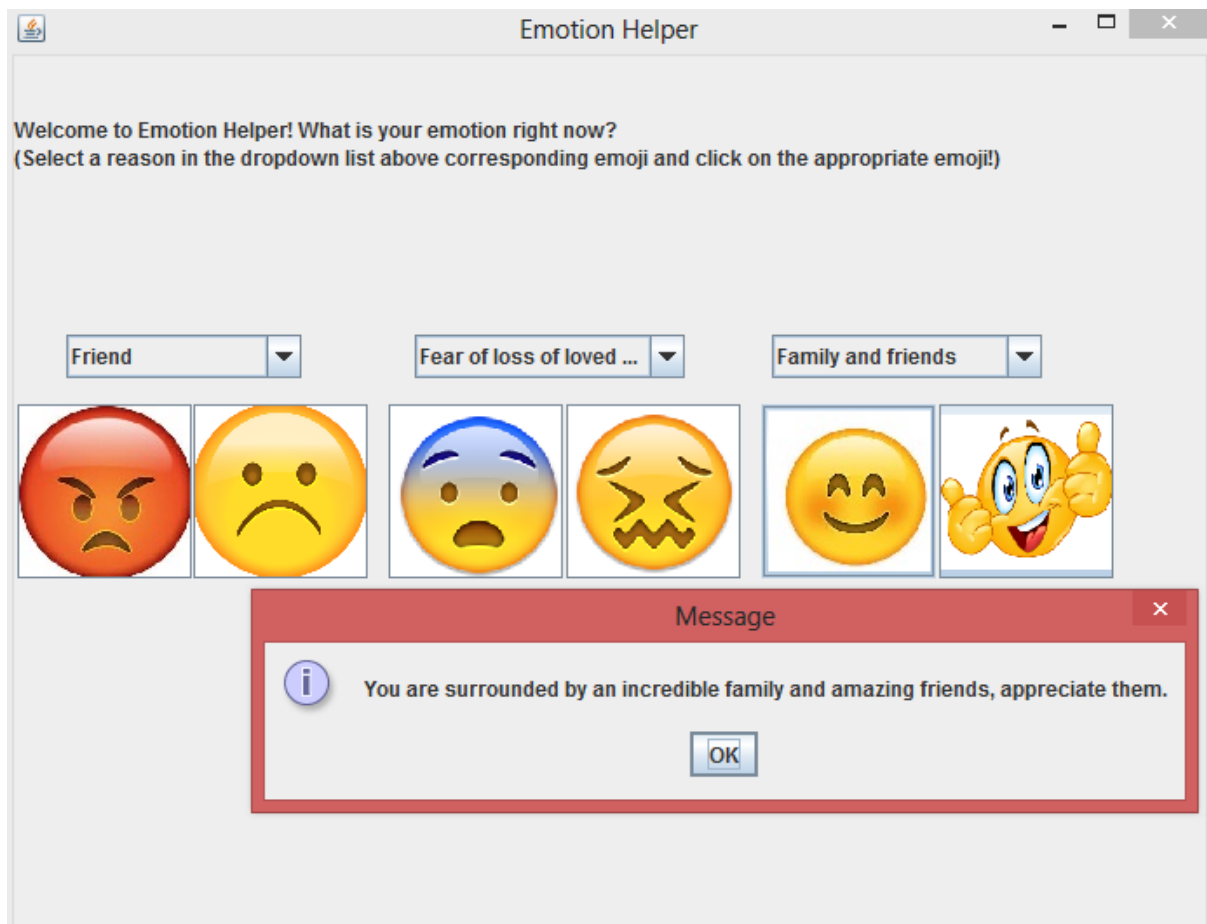 Emotion Helper
Welcome to Emotion Helper! What is your emotion right now?
(Select a reason in the dropdown list above corresponding emoji and click on the appropriate emoji!)
Friend
Fear of loss of loved ...
Family and friends
Message
You are surrounded by an incredible family and amazing friends, appreciate them.
OK